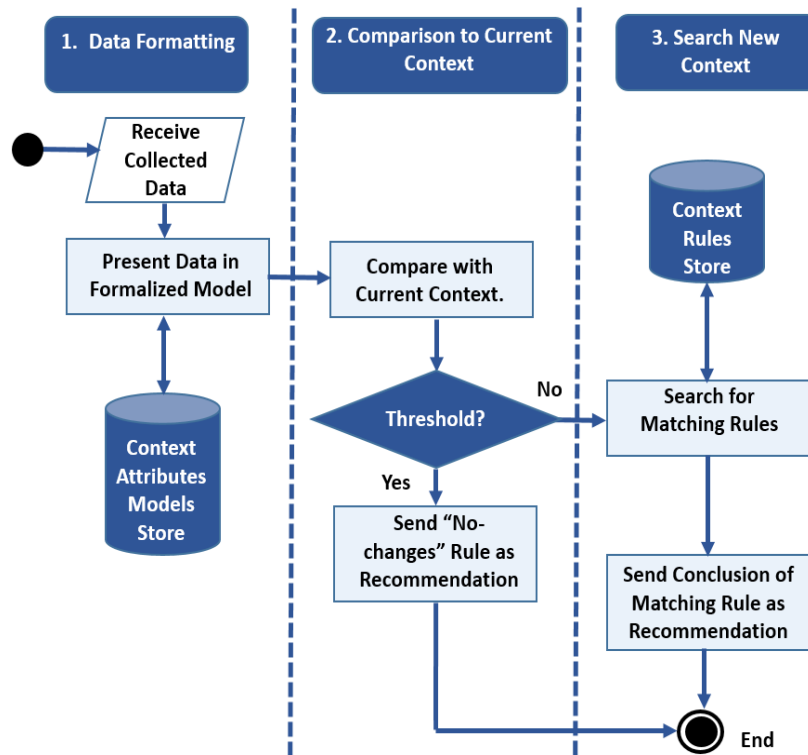 1. Data Formatting
Receive
Collected
Data
Present Data in
Formalized Model
Context
Attributes
Models
Store
2. Comparison to Current
Context
Compare with
Current Context.
Threshold?
No
Yes
Send “No-
changes” Rule as
Recommendation
3. Search New
Context
Context
Rules
Store
Search for
Matching Rules
Send Conclusion of
Matching Rule as
Recommendation
End